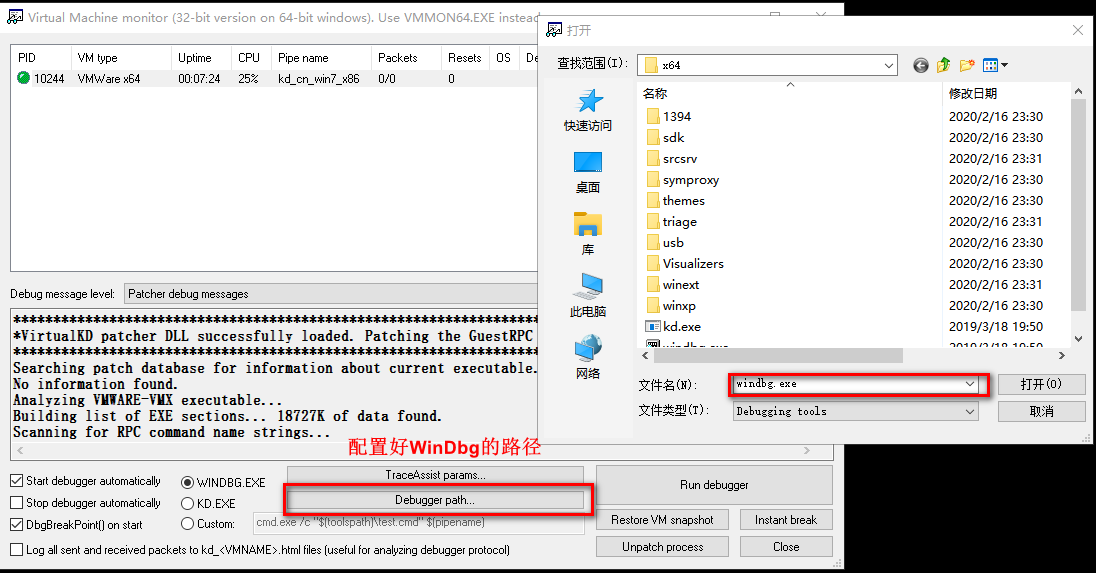 Virtual Machine monitor (32-bit version on 64-bit windows). Use VMMON64.EXE instead
PID VM type Uptime CPU Pipe name Packets Resets OS De
10244 VMWare x64 00:07:24 25% kd_cn_win7_x86 0/0 0
Debug message level: Patcher debug messages
*VirtualKD patcher DLL successfully loaded. Patching the GuestRPC
Searching patch database for information about current executable.
No information found.
Analyzing VMWARE-VMX executable...
Building list of EXE sections... 18727K of data found.
Scanning for RPC command name strings...
配置好WinDbg的路径
Start debugger automatically
Stop debugger automatically
DbgBreakPoint() on start
WINDBG.EXE
KD.EXE
Custom: cmd.exe /c "$(toolspath)\test.cmd" $(pipename)
TraceAssist params...
Debugger path...
Run debugger
Restore VM snapshot Instant break
Unpatch process Close
Log all sent and received packets to kd_<VMNAME>.html files (useful for analyzing debugger protocol)
打开
查找范围(I): x64
快速访问
桌面
库
此电脑
网络
名称 修改日期
1394 2020/2/16 23:30
sdk 2020/2/16 23:30
srcsrv 2020/2/16 23:31
symproxy 2020/2/16 23:30
themes 2020/2/16 23:30
triage 2020/2/16 23:31
usb 2020/2/16 23:30
Visualizers 2020/2/16 23:30
winext 2020/2/16 23:31
winxp 2020/2/16 23:30
kd.exe 2019/3/18 19:50
windbg.exe 2019/3/18 19:50
文件名(N): windbg.exe 打开(O)
文件类型(T): Debugging tools 取消